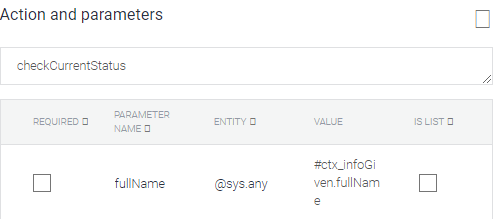 Action and parameters
checkCurrentStatus
REQUIRED
PARAMETER
NAME
ENTITY
VALUE
IS LIST
fullName
@sys.any
#ctx_infoGi
ven.fullNam
e